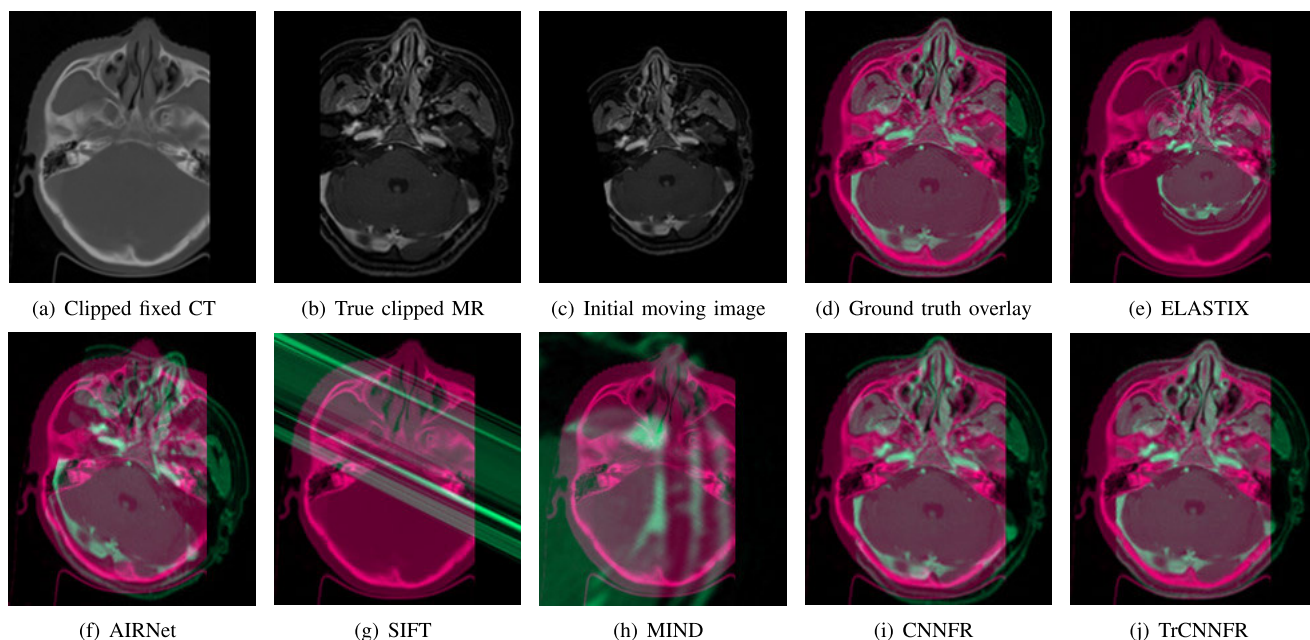 (a) Clipped fixed CT
(b) True clipped MR
(c) Initial moving image
(d) Ground truth overlay
(e) ELASTIX
(f) AIRNet
(g) SIFT
(h) MIND
(i) CNNFR
(j) TrCNNFR